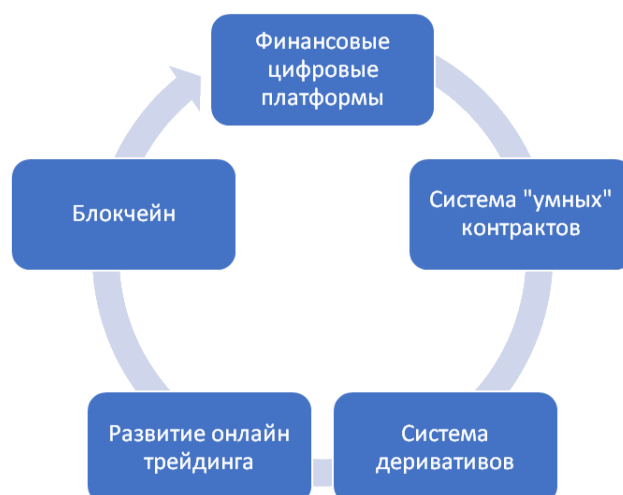 Финансовые
цифровые
платформы
Система "умных"
контрактов
Система
деривативов
Развитие онлайн
трейдинга
Блокчейн